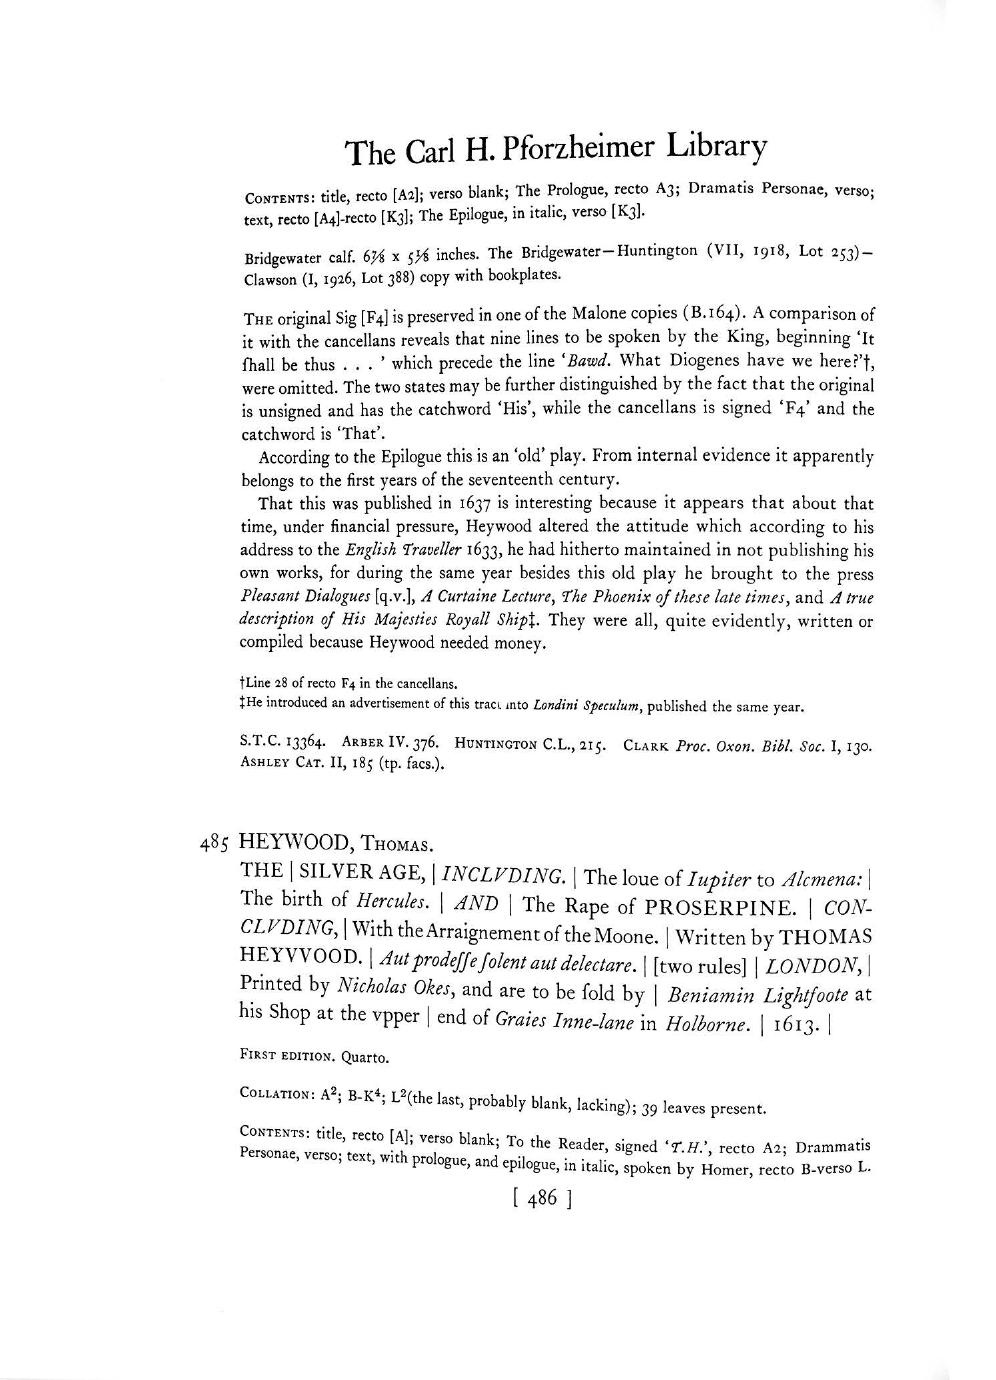 The Carl H. Pforzheimer Library
CONTENTS: title, recto [A2]; verso blank; The Prologue, recto A3; Dramatis Personae, verso;
text, recto [A4]-recto [K3]; The Epilogue, in italic, verso [K3].
Bridgewater calf. 6⅞ x 5⅛ inches. The Bridgewater—Huntington (VII, 1918, Lot 253)—
Clawson (I, 1926, Lot 388) copy with bookplates.
THE original Sig [F4] is preserved in one of the Malone copies (B.164). A comparison of
it with the cancellans reveals that nine lines to be spoken by the King, beginning ‘It
ſhall be thus . . . ’ which precede the line ‘Bawd. What Diogenes have we here?’†,
were omitted. The two states may be further distinguished by the fact that the original
is unsigned and has the catchword ‘His’, while the cancellans is signed ‘F4’ and the
catchword is ‘That’.
According to the Epilogue this is an ‘old’ play. From internal evidence it apparently
belongs to the first years of the seventeenth century.
That this was published in 1637 is interesting because it appears that about that
time, under financial pressure, Heywood altered the attitude which according to his
address to the English Traveller 1633, he had hitherto maintained in not publishing his
own works, for during the same year besides this old play he brought to the press
Pleasant Dialogues [q.v.], A Curtaine Lecture, The Phoenix of these late times, and A true
description of His Majesties Royall Ship‡. They were all, quite evidently, written or
compiled because Heywood needed money.
†Line 28 of recto F4 in the cancellans.
‡He introduced an advertisement of this tract into Londini Speculum, published the same year.
S.T.C. 13364. ARBER IV. 376. HUNTINGTON C.L., 215. CLARK Proc. Oxon. Bibl. Soc. I, 130.
ASHLEY CAT. II, 185 (tp. facs.).
485 HEYWOOD, THOMAS.
THE | SILVER AGE, | INCLVDING. | The loue of Iupiter to Alcmena: |
The birth of Hercules. | AND | The Rape of PROSERPINE. | CON-
CLVDING, | With the Arraignement of the Moone. | Written by THOMAS
HEYVVOOD. | Aut prodeſſe ſolent aut delectare. | [two rules] | LONDON, |
Printed by Nicholas Okes, and are to be ſold by | Beniamin Lightfoote at
his Shop at the vpper | end of Graies Inne-lane in Holborne. | 1613. |
FIRST EDITION. Quarto.
COLLATION: A²; B-K⁴; L²(the last, probably blank, lacking); 39 leaves present.
CONTENTS: title, recto [A]; verso blank; To the Reader, signed ‘T.H.’, recto A2; Drammatis
Personae, verso; text, with prologue, and epilogue, in italic, spoken by Homer, recto B-verso L.
[ 486 ]